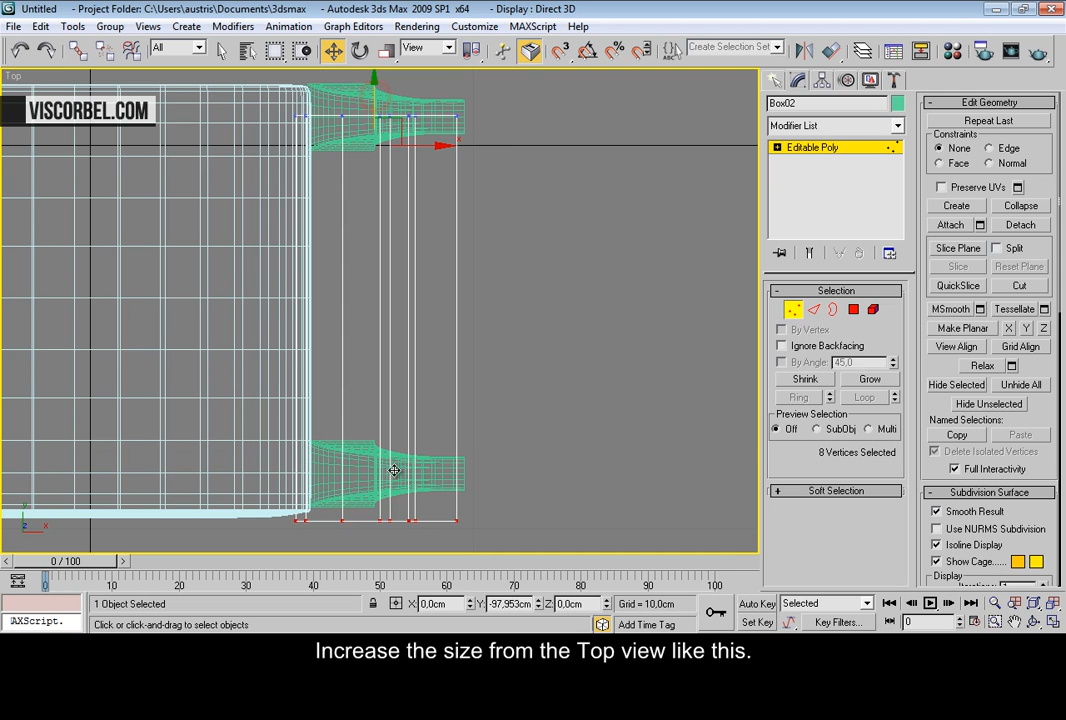 Untitled - Project Folder: C:\Users\austris\Documents\3dsmax - Autodesk 3ds Max 2009 SP1 x64 - Display : Direct 3D
File Edit Tools Group Views Create Modifiers Animation Graph Editors Rendering Customize MAXScript Help
All View Create Selection Set
Top
VISCORBEL.COM
x
y
z x
Box02
Modifier List
Editable Poly
- Selection
By Vertex
Ignore Backfacing
By Angle: 45,0
Shrink Grow
Ring Loop
Preview Selection
Off SubObj Multi
8 Vertices Selected
+ Soft Selection
- Edit Geometry
Repeat Last
Constraints
None Edge
Face Normal
Preserve UVs
Create Collapse
Attach Detach
Slice Plane Split
Slice Reset Plane
QuickSlice Cut
MSmooth Tessellate
Make Planar X Y Z
View Align Grid Align
Relax
Hide Selected Unhide All
Hide Unselected
Named Selections:
Copy Paste
Delete Isolated Vertices
Full Interactivity
- Subdivision Surface
Smooth Result
Use NURMS Subdivision
Isoline Display
Show Cage......
Display
0 / 100
0 10 20 30 40 50 60 70 80 90 100
1 Object Selected X: 0,0cm Y: -97,953cm Z: 0,0cm Grid = 10,0cm Auto Key Selected
AXScript. Click or click-and-drag to select objects Add Time Tag Set Key Key Filters... 0
Increase the size from the Top view like this.